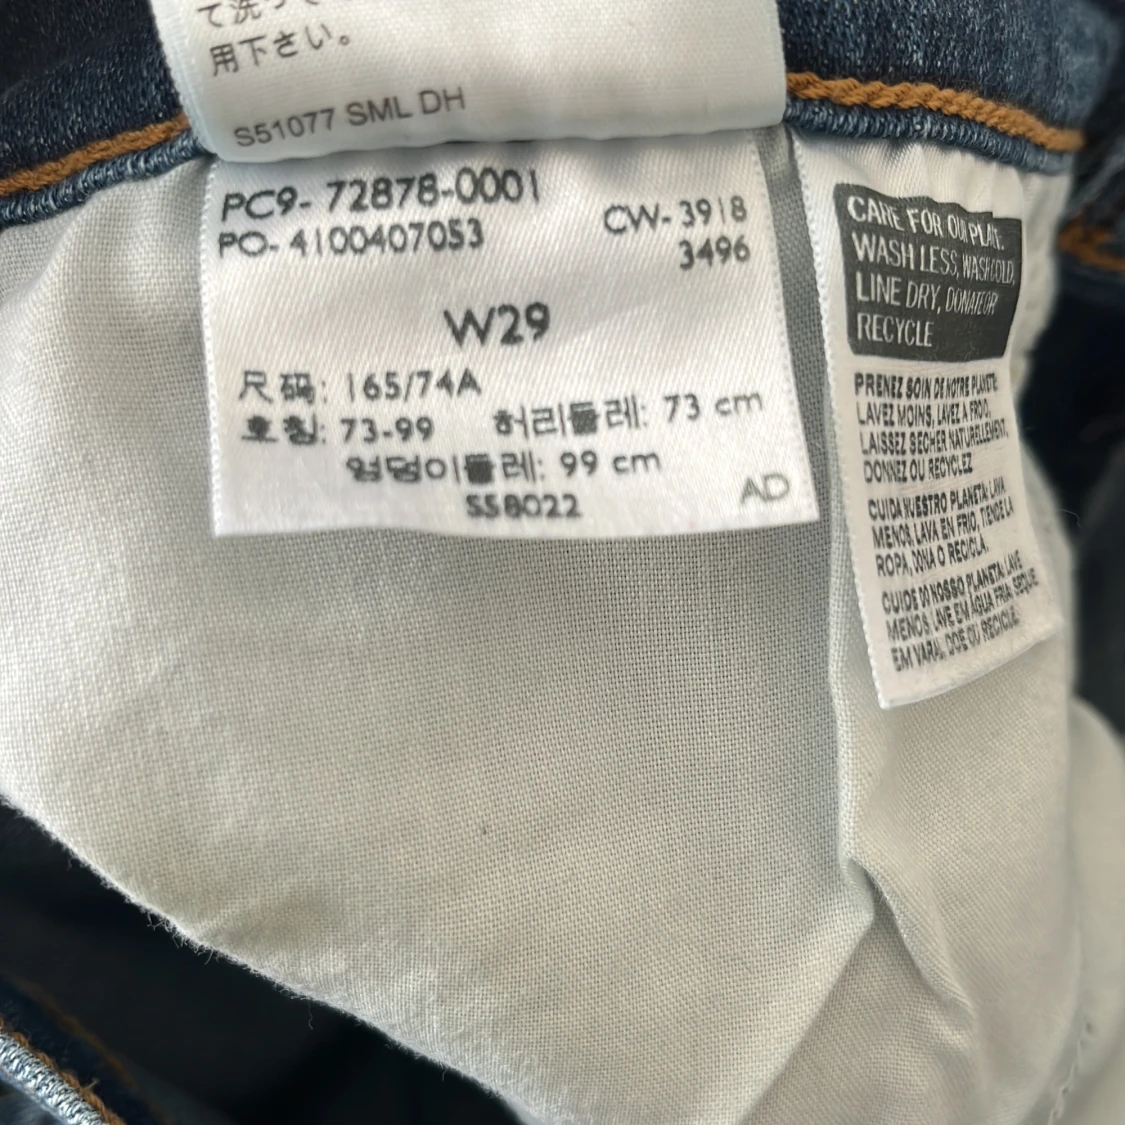 用下さい。
S51077 SML DH
PC9- 72878-0001
PO- 4100407053
CW- 3918
3496
W29
尺码: 165/74A
호칭: 73-99 허리둘레: 73 cm
엉덩이둘레: 99 cm
S58022
AD
CARE FOR OUR PLANET:
WASH LESS, WASH COLD,
LINE DRY, DONATE OR
RECYCLE
PRENEZ SOIN DE NOTRE PLANÈTE:
LAVEZ MOINS, LAVEZ À FROID,
LAISSEZ SÉCHER NATURELLEMENT,
DONNEZ OU RECYCLEZ
CUIDA NUESTRO PLANETA: LAVA
MENOS, LAVA EN FRÍO, TIENDE LA
ROPA, DONA O RECICLA.
CUIDE DO NOSSO PLANETA: LAVE
MENOS, LAVE EM ÁGUA FRIA, SEQUE
EM VARAL, DOE OU RECICLE.